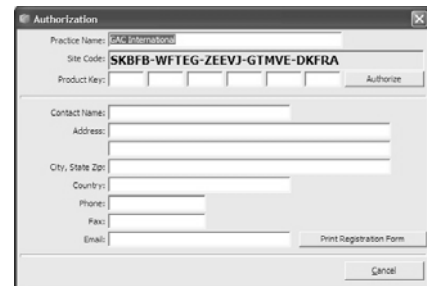 Authorization
Practice Name: GAC International
Site Code: SKBFB-WFTEG-ZEEVJ-GTMVE-DKFRA
Product Key: Authorize
Contact Name:
Address:
City, State Zip:
Country:
Phone:
Fax:
Email: Print Registration Form
Cancel